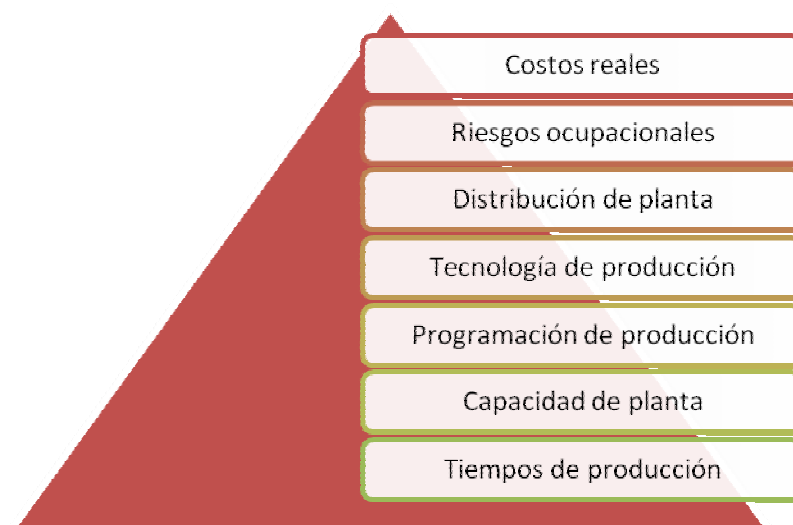 Costos reales
Riesgos ocupacionales
Distribución de planta
Tecnología de producción
Programación de producción
Capacidad de planta
Tiempos de producción